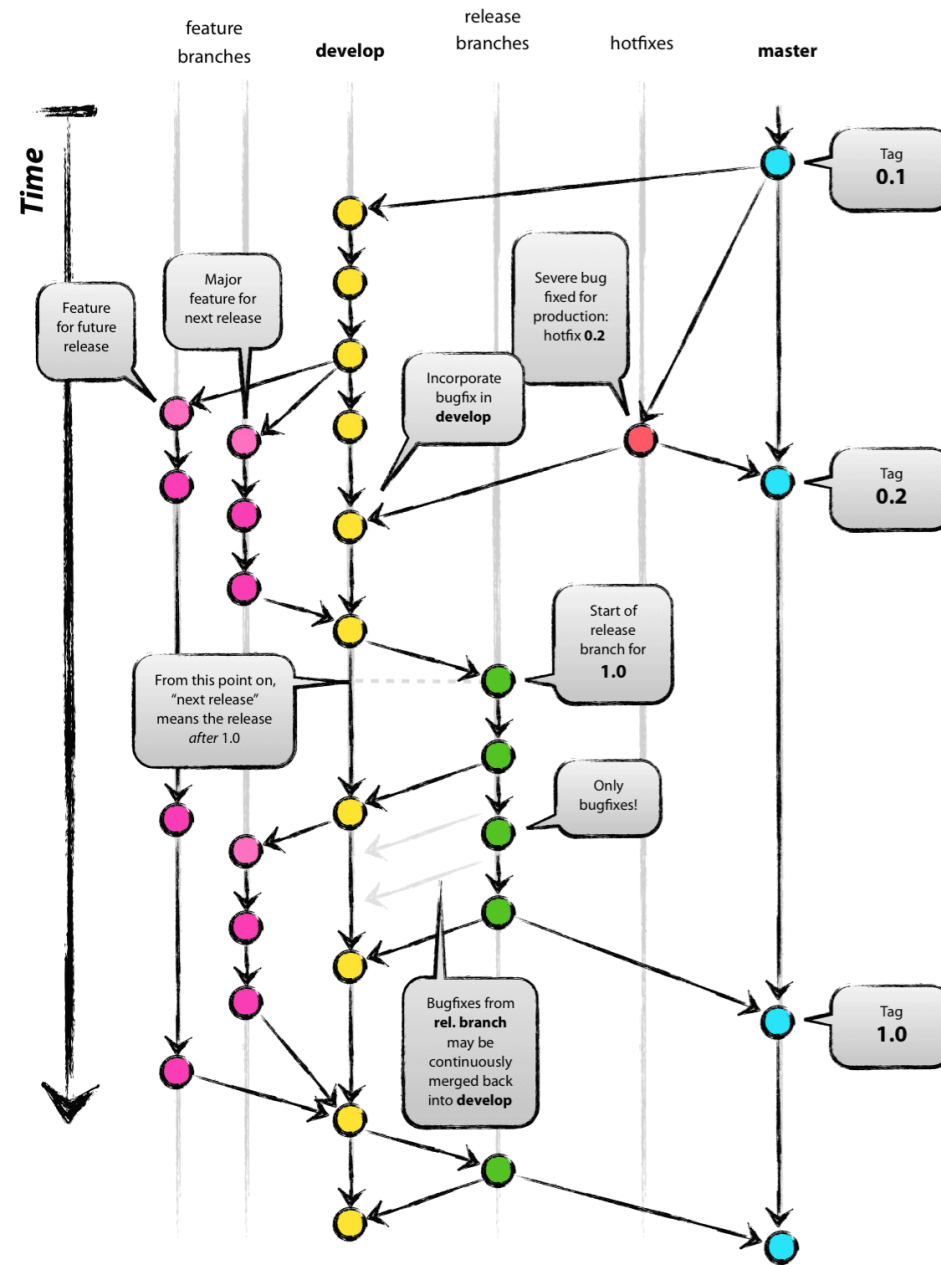 feature
branches
develop
release
branches
hotfixes
master
Time
Tag
0.1
Severe bug
fixed for
production:
hotfix 0.2
Major
feature for
next release
Feature
for future
release
Incorporate
bugfix in
develop
Tag
0.2
Start of
release
branch for
1.0
From this point on,
“next release”
means the release
after 1.0
Only
bugfixes!
Bugfixes from
rel. branch
may be
continuously
merged back
into develop
Tag
1.0